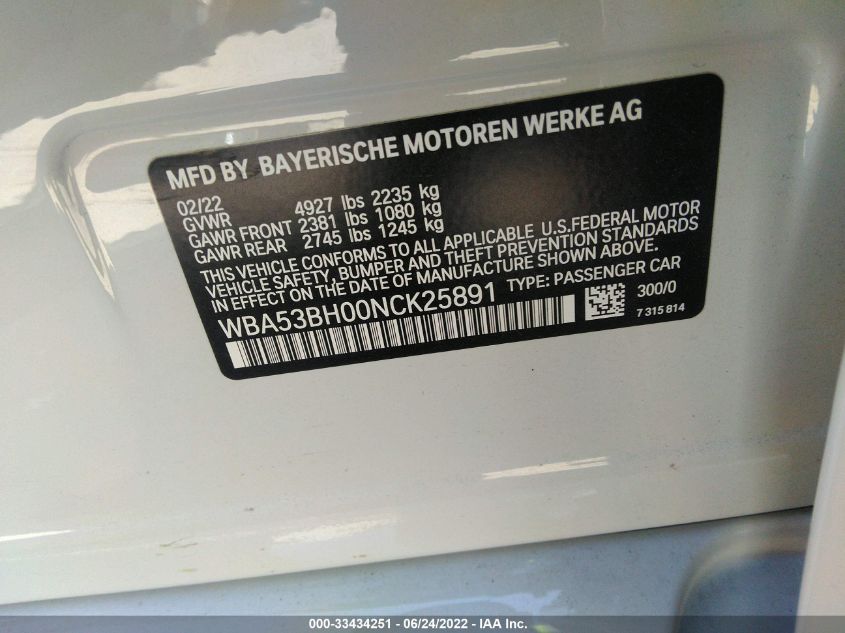 MFD BY BAYERISCHE MOTOREN WERKE AG
02/22
GVWR 4927 lbs 2235 kg
GAWR FRONT 2381 lbs 1080 kg
GAWR REAR 2745 lbs 1245 kg
THIS VEHICLE CONFORMS TO ALL APPLICABLE U.S.FEDERAL MOTOR
VEHICLE SAFETY, BUMPER AND THEFT PREVENTION STANDARDS
IN EFFECT ON THE DATE OF MANUFACTURE SHOWN ABOVE.
WBA53BH00NCK25891 TYPE: PASSENGER CAR
300/0
7 315 814
000-33434251 - 06/24/2022 - IAA Inc.